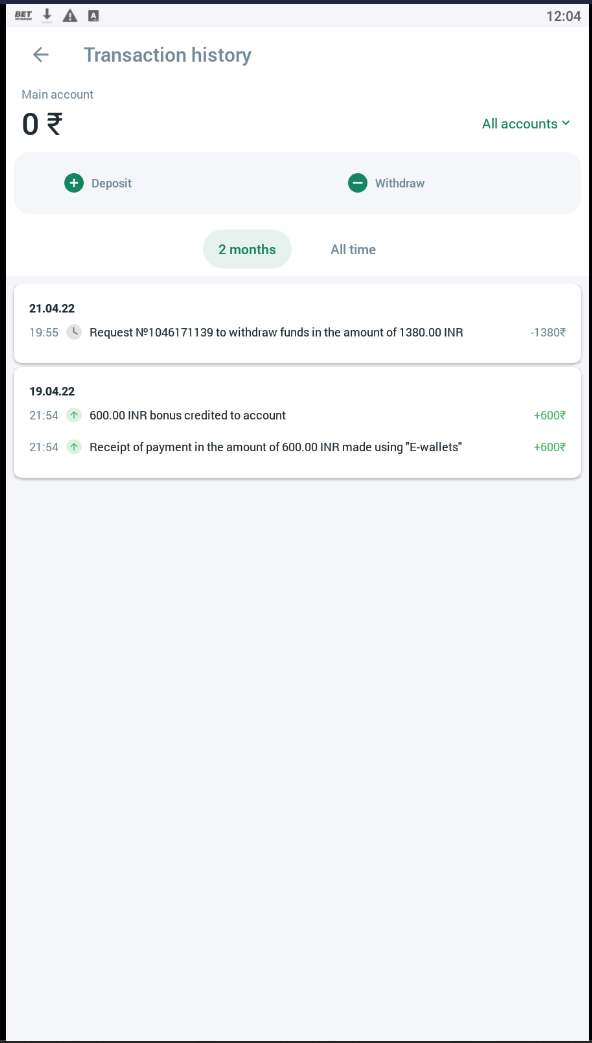 BET 12:04
Transaction history
Main account
0 ₹
All accounts
Deposit Withdraw
2 months All time
21.04.22
19:55 Request №1046171139 to withdraw funds in the amount of 1380.00 INR -1380₹
19.04.22
21:54 600.00 INR bonus credited to account +600₹
21:54 Receipt of payment in the amount of 600.00 INR made using "E-wallets" +600₹